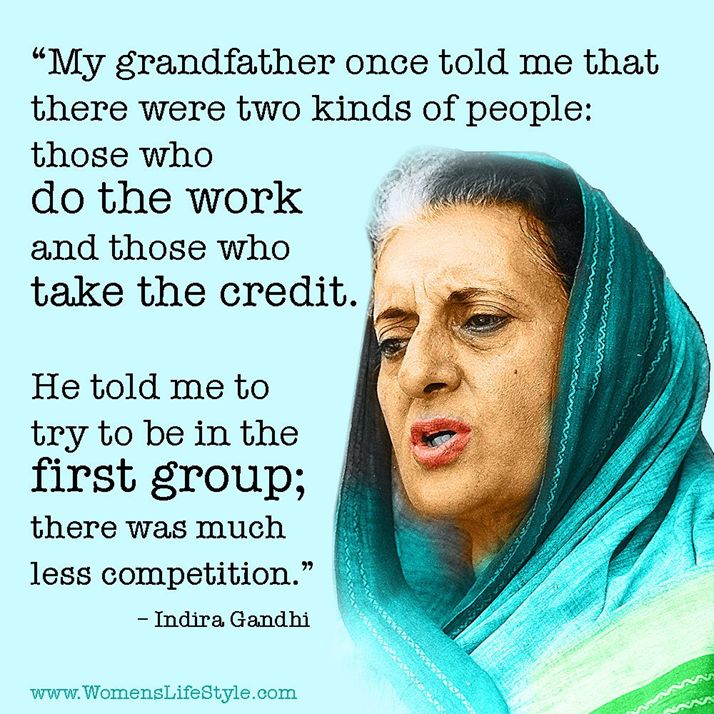 “My grandfather once told me that
there were two kinds of people:
those who
do the work
and those who
take the credit.
He told me to
try to be in the
first group;
there was much
less competition.”
– Indira Gandhi
www.WomensLifeStyle.com